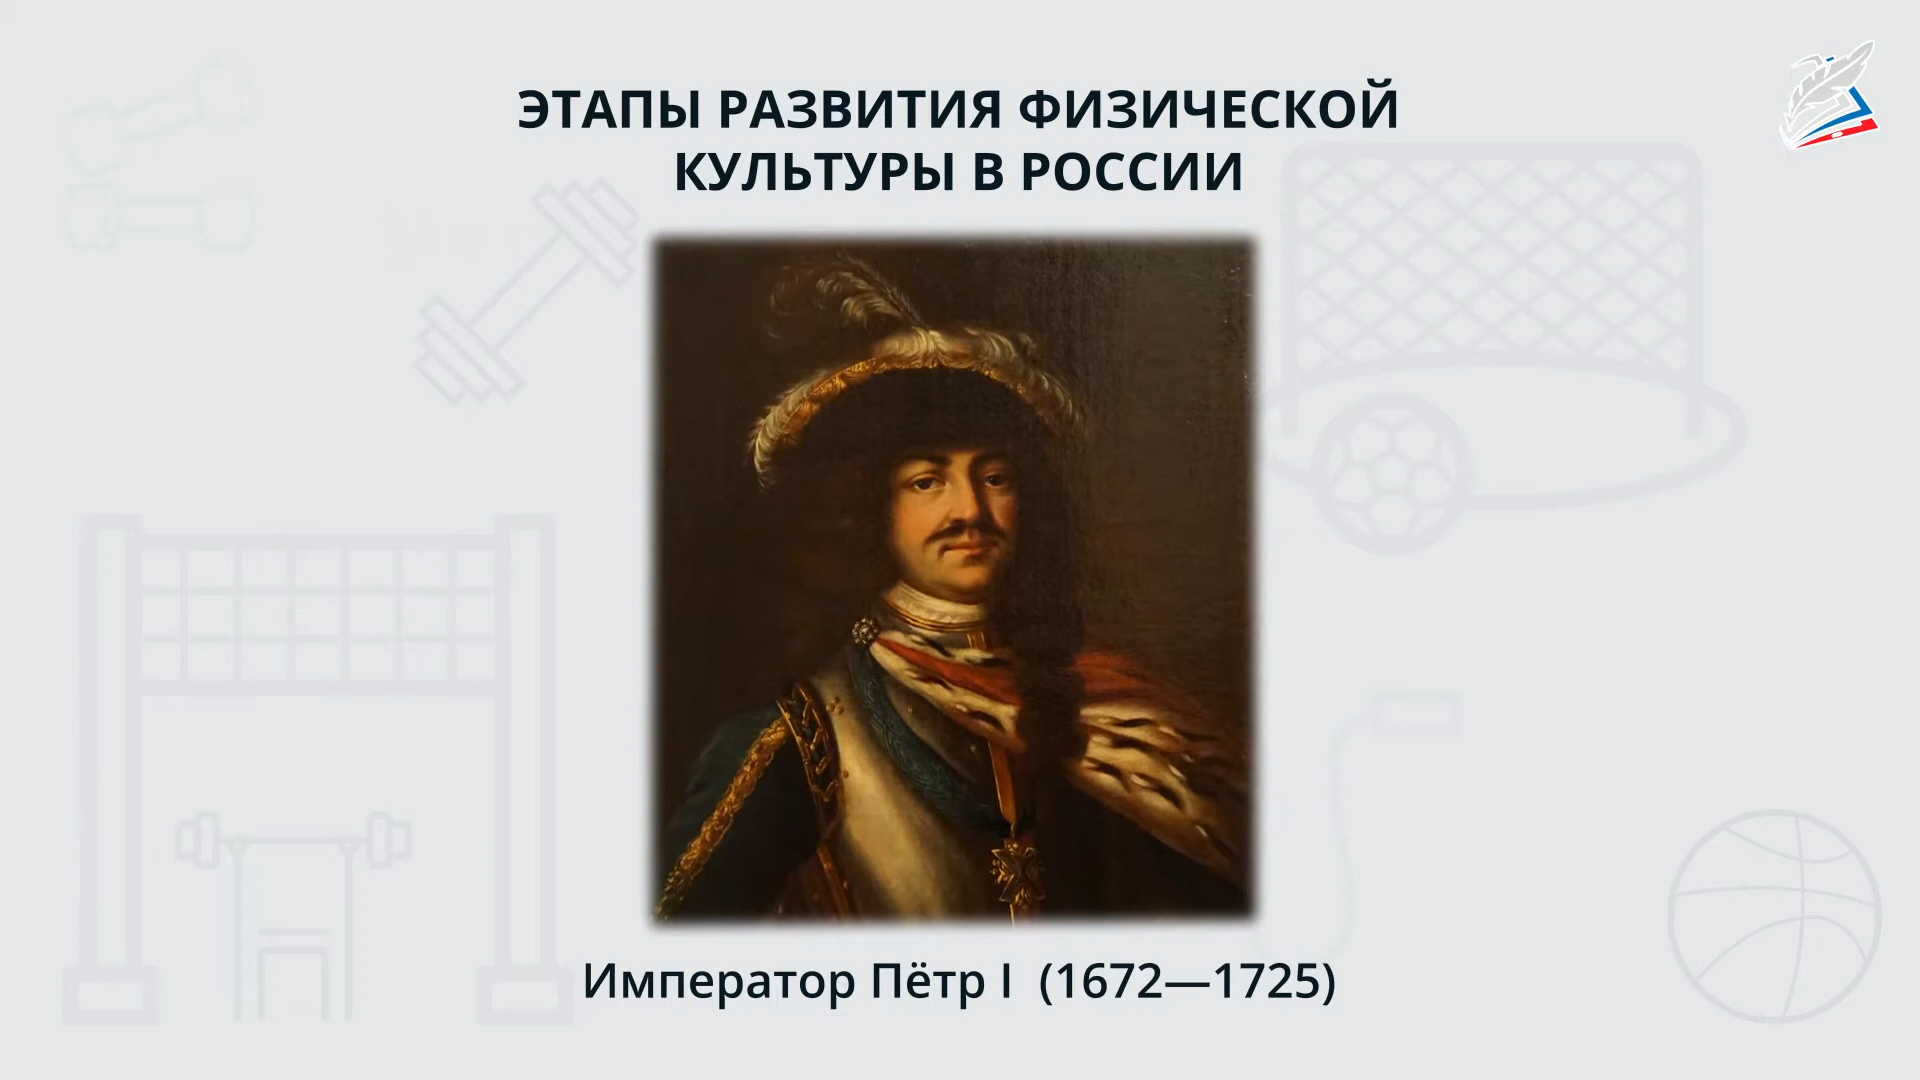 ЭТАПЫ РАЗВИТИЯ ФИЗИЧЕСКОЙ
КУЛЬТУРЫ В РОССИИ
Император Пётр I (1672—1725)